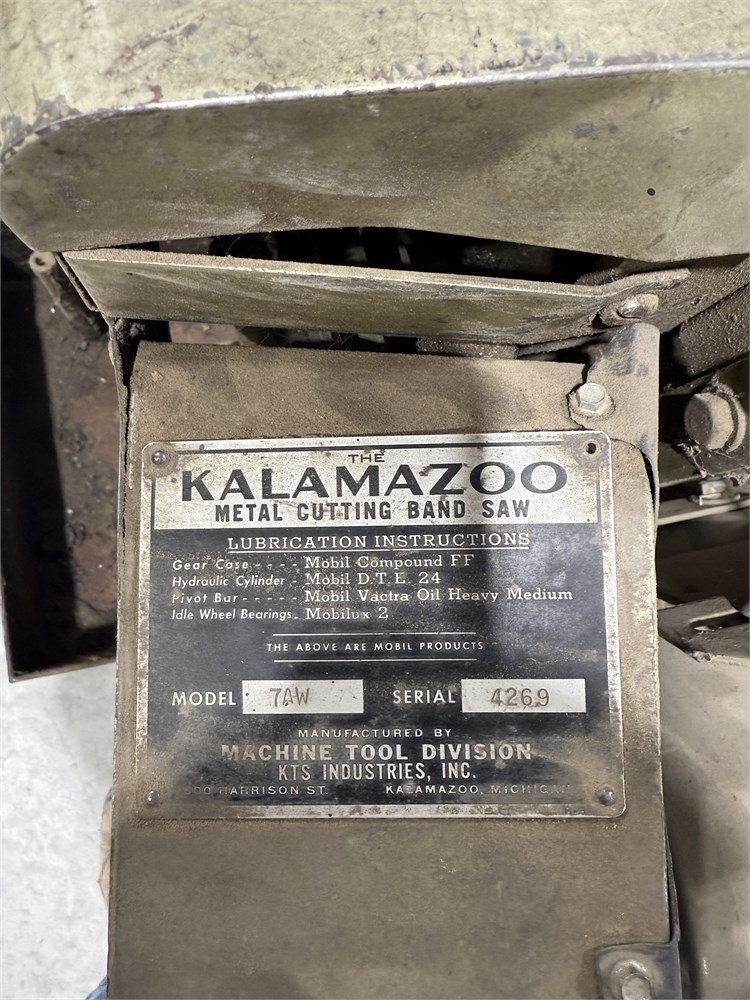 THE
KALAMAZOO
METAL CUTTING BAND SAW
LUBRICATION INSTRUCTIONS
Gear Case - - - - Mobil Compound FF
Hydraulic Cylinder - Mobil D.T.E. 24
Pivot Bar - - - - - Mobil Vactra Oil Heavy Medium
Idle Wheel Bearings - Mobilux 2
THE ABOVE ARE MOBIL PRODUCTS
MODEL 7AW SERIAL 4269
MANUFACTURED BY
MACHINE TOOL DIVISION
KTS INDUSTRIES, INC.
HARRISON ST. KALAMAZOO, MICHIGAN